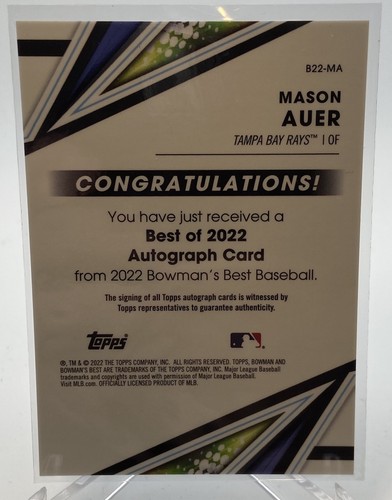 B22-MA
MASON
AUER
TAMPA BAY RAYS™ | OF
CONGRATULATIONS!
You have just received a
Best of 2022
Autograph Card
from 2022 Bowman's Best Baseball.
The signing of all Topps autograph cards is witnessed by
Topps representatives to guarantee authenticity.
Topps
®, TM & © 2022 THE TOPPS COMPANY, INC. ALL RIGHTS RESERVED. TOPPS, BOWMAN AND
BOWMAN'S BEST ARE TRADEMARKS OF THE TOPPS COMPANY, INC. Major League Baseball
trademarks and copyrights are used with permission of Major League Baseball.
Visit MLB.com. OFFICIALLY LICENSED PRODUCT OF MLB.